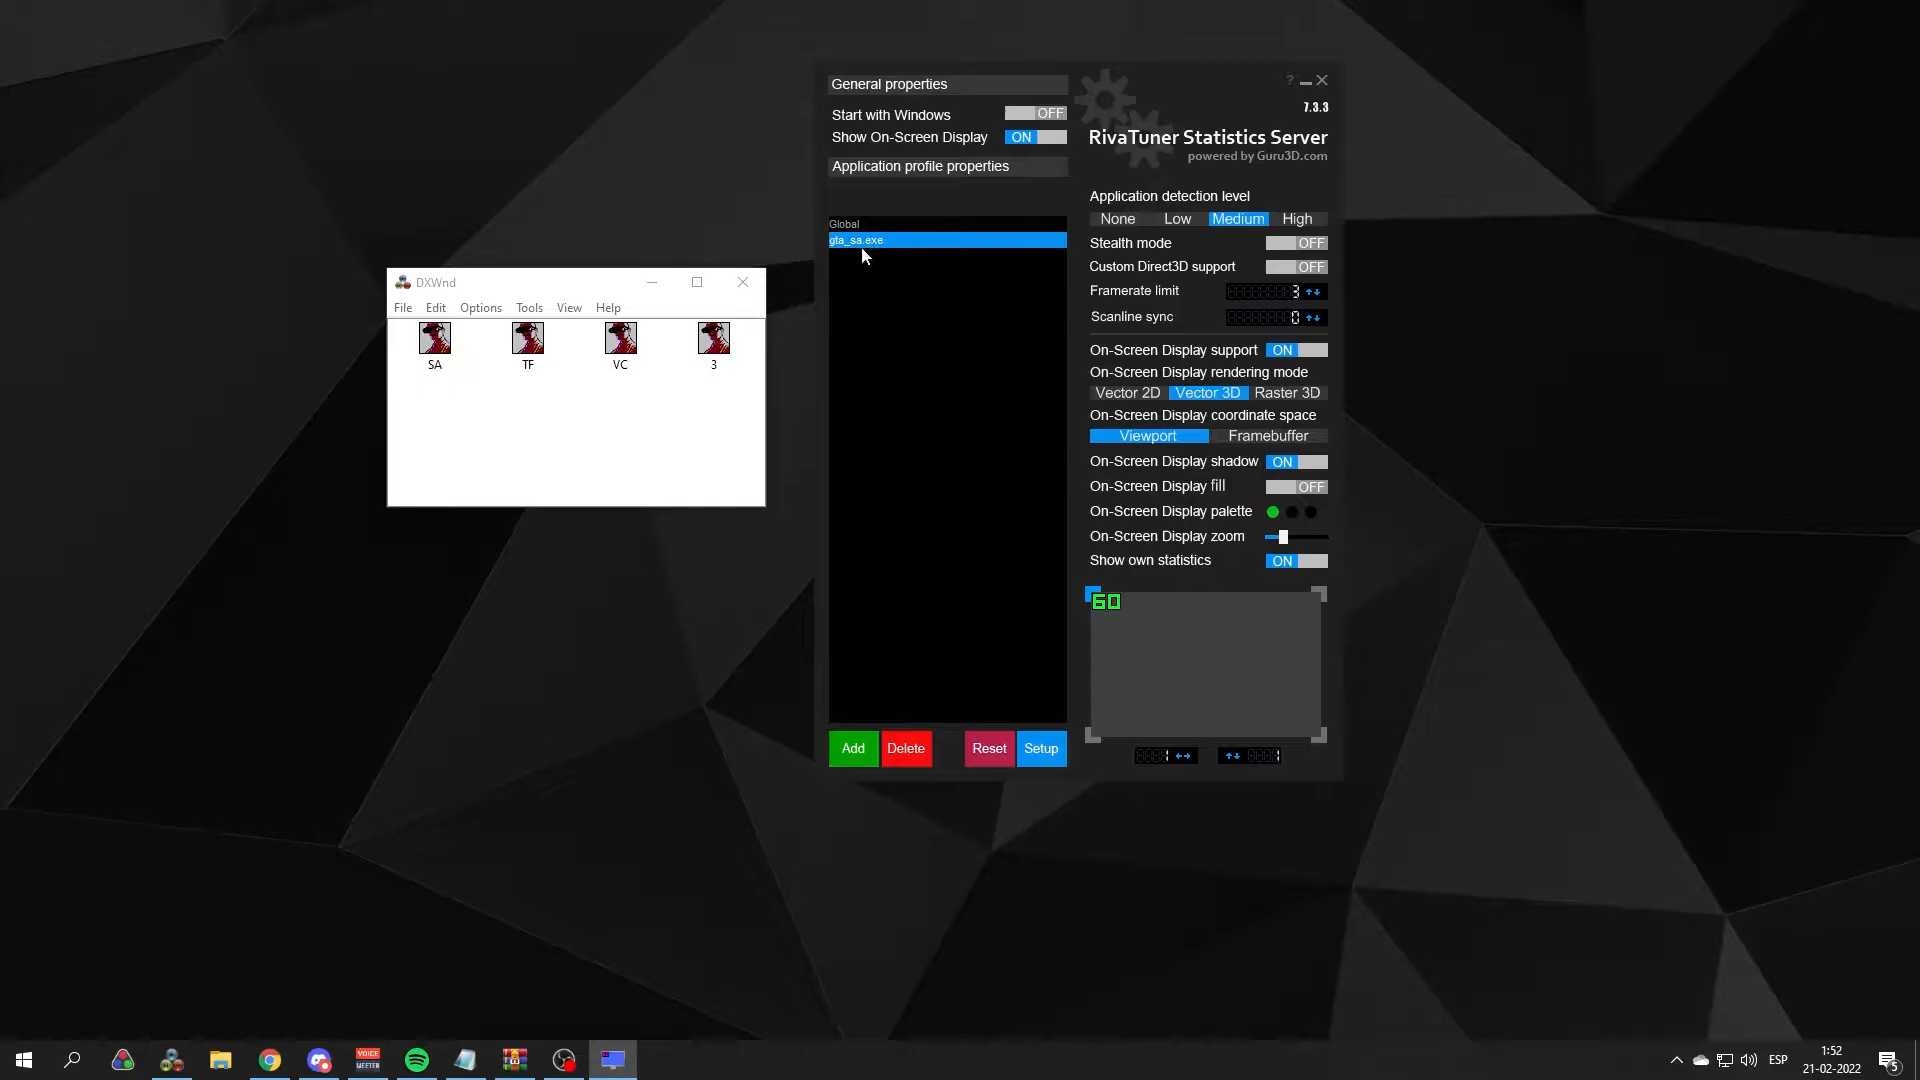 General properties
Start with Windows
OFF
Show On-Screen Display
ON
Application profile properties
Global
gta_sa.exe
Add
Delete
Reset
Setup
? 
7.3.3
RivaTuner Statistics Server
powered by Guru3D.com
Application detection level
None Low Medium High
Stealth mode
OFF
Custom Direct3D support
OFF
Framerate limit
3
Scanline sync
0
On-Screen Display support
ON
On-Screen Display rendering mode
Vector 2D Vector 3D Raster 3D
On-Screen Display coordinate space
Viewport Framebuffer
On-Screen Display shadow
ON
On-Screen Display fill
OFF
On-Screen Display palette
On-Screen Display zoom
Show own statistics
ON
60
DXWnd
File Edit Options Tools View Help
SA TF VC 3
VOICE
MEETER
ESP
1:52
21-02-2022
5